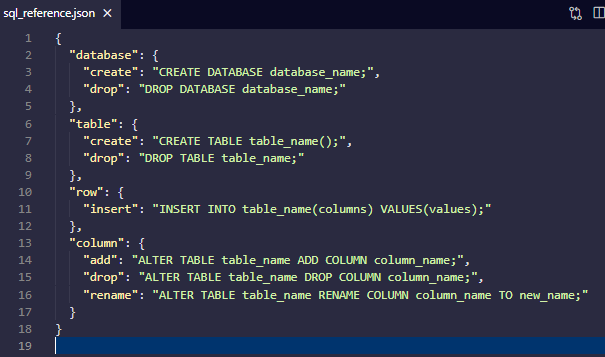 sql_reference.json
1 {
2   "database": {
3     "create": "CREATE DATABASE database_name;",
4     "drop": "DROP DATABASE database_name;"
5   },
6   "table": {
7     "create": "CREATE TABLE table_name();",
8     "drop": "DROP TABLE table_name;"
9   },
10   "row": {
11     "insert": "INSERT INTO table_name(columns) VALUES(values);"
12   },
13   "column": {
14     "add": "ALTER TABLE table_name ADD COLUMN column_name;",
15     "drop": "ALTER TABLE table_name DROP COLUMN column_name;",
16     "rename": "ALTER TABLE table_name RENAME COLUMN column_name TO new_name;"
17   }
18 }
19